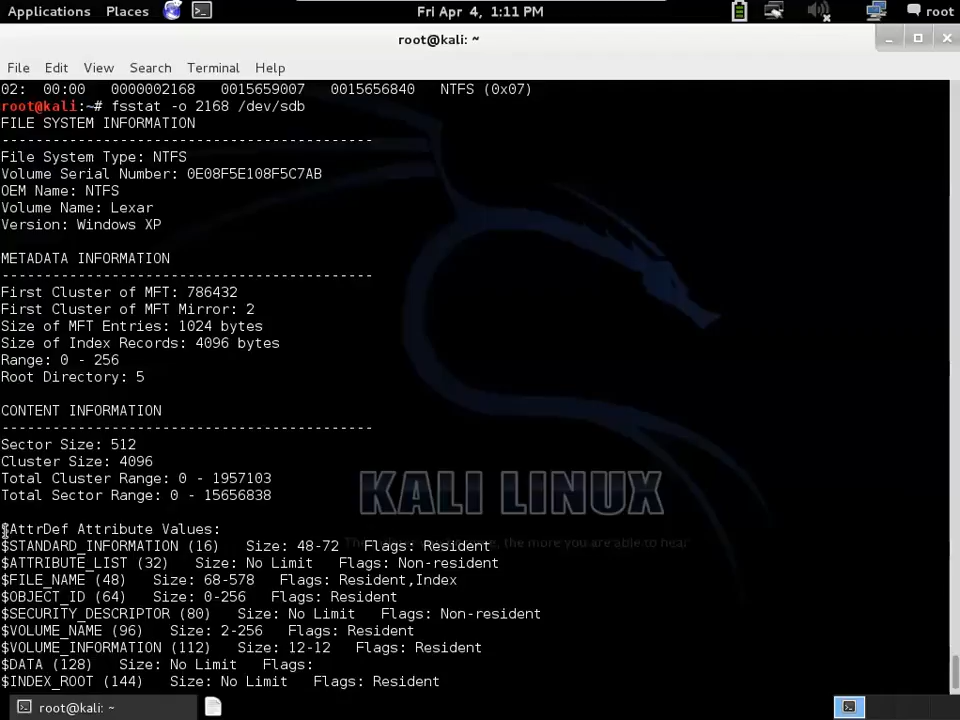 Applications Places Fri Apr 4, 1:11 PM root
root@kali: ~
File Edit View Search Terminal Help
02: 00:00 0000002168 0015659007 0015656840 NTFS (0x07)
root@kali:~# fsstat -o 2168 /dev/sdb
FILE SYSTEM INFORMATION
--------------------------------------------
File System Type: NTFS
Volume Serial Number: 0E08F5E108F5C7AB
OEM Name: NTFS
Volume Name: Lexar
Version: Windows XP
METADATA INFORMATION
--------------------------------------------
First Cluster of MFT: 786432
First Cluster of MFT Mirror: 2
Size of MFT Entries: 1024 bytes
Size of Index Records: 4096 bytes
Range: 0 - 256
Root Directory: 5
CONTENT INFORMATION
--------------------------------------------
Sector Size: 512
Cluster Size: 4096
Total Cluster Range: 0 - 1957103
Total Sector Range: 0 - 15656838
KALI LINUX
$AttrDef Attribute Values:
the more you are able to hear
$STANDARD_INFORMATION (16) Size: 48-72 Flags: Resident
$ATTRIBUTE_LIST (32) Size: No Limit Flags: Non-resident
$FILE_NAME (48) Size: 68-578 Flags: Resident,Index
$OBJECT_ID (64) Size: 0-256 Flags: Resident
$SECURITY_DESCRIPTOR (80) Size: No Limit Flags: Non-resident
$VOLUME_NAME (96) Size: 2-256 Flags: Resident
$VOLUME_INFORMATION (112) Size: 12-12 Flags: Resident
$DATA (128) Size: No Limit Flags:
$INDEX_ROOT (144) Size: No Limit Flags: Resident
root@kali: ~